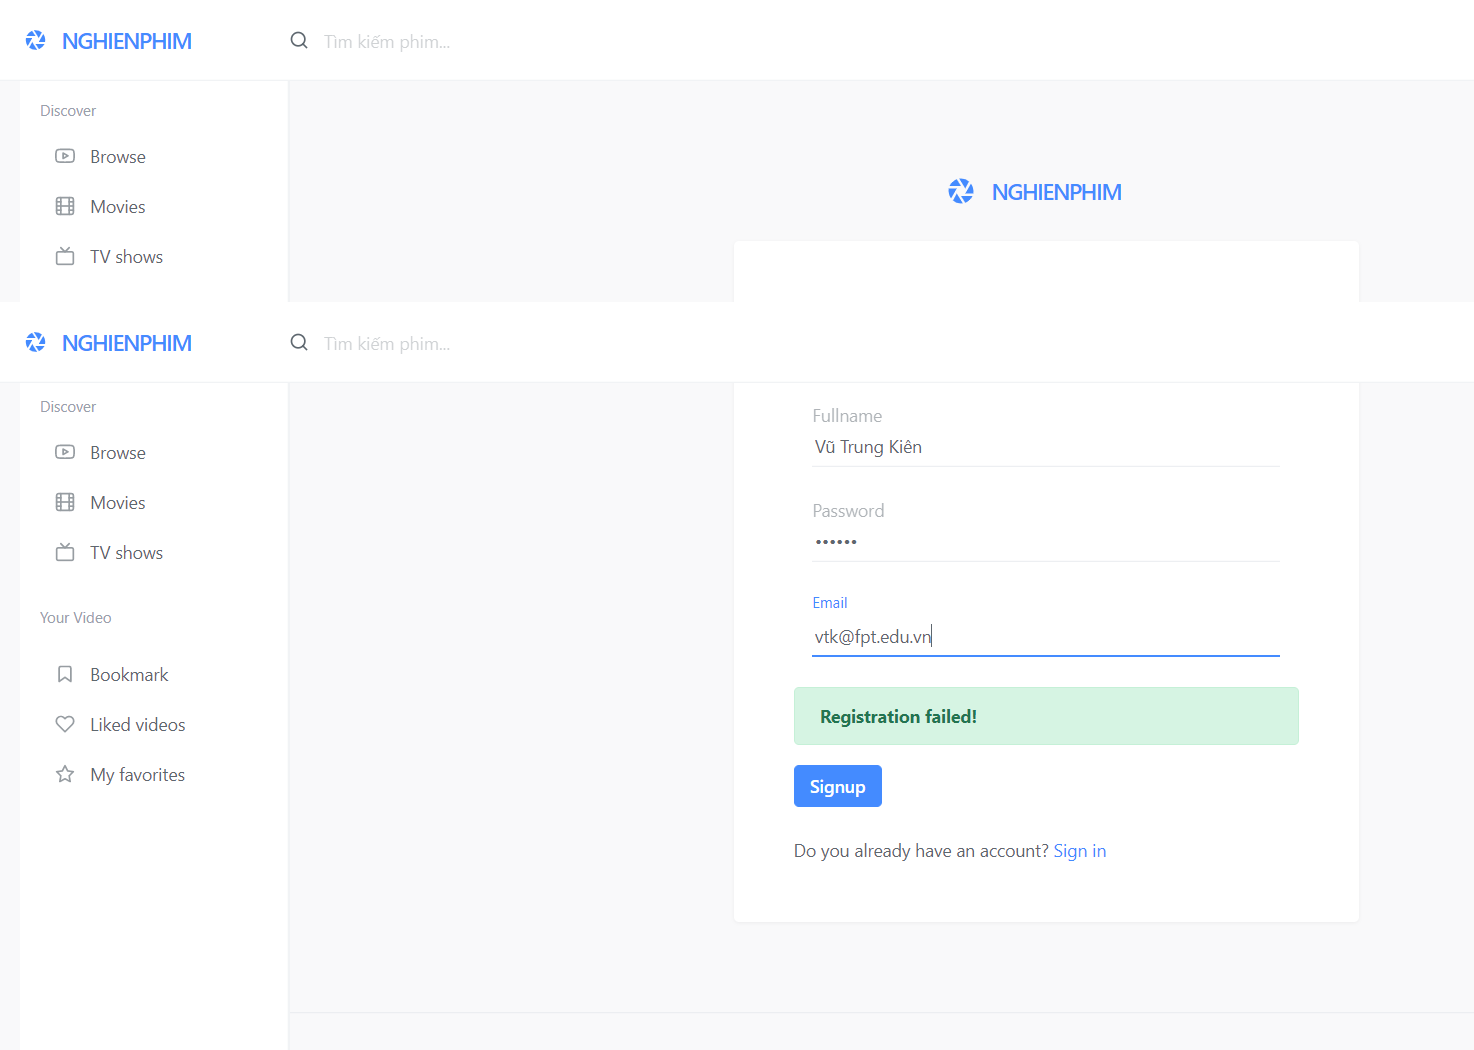 NGHIENPHIM
Tìm kiếm phim...
Discover
Browse
Movies
TV shows
NGHIENPHIM
NGHIENPHIM
Tìm kiếm phim...
Discover
Browse
Movies
TV shows
Your Video
Bookmark
Liked videos
My favorites
Fullname
Vũ Trung Kiên
Password
••••••
Email
vtk@fpt.edu.vn
Registration failed!
Signup
Do you already have an account? Sign in